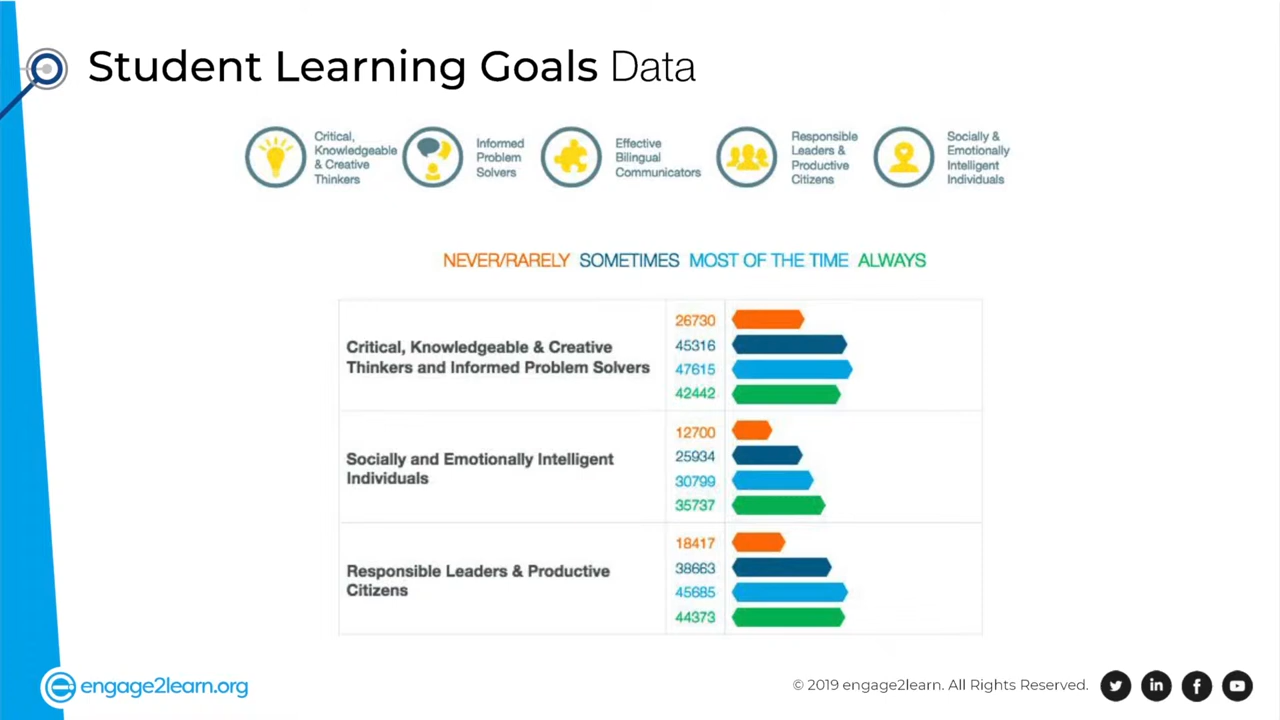 Student Learning Goals Data
Critical,
Knowledgeable
& Creative
Thinkers
Informed
Problem
Solvers
Effective
Bilingual
Communicators
Responsible
Leaders &
Productive
Citizens
Socially &
Emotionally
Intelligent
Individuals
NEVER/RARELY SOMETIMES MOST OF THE TIME ALWAYS
Critical, Knowledgeable & Creative
Thinkers and Informed Problem Solvers
26730
45316
47615
42442
Socially and Emotionally Intelligent
Individuals
12700
25934
30799
35737
Responsible Leaders & Productive
Citizens
18417
38663
45685
44373
engage2learn.org
© 2019 engage2learn. All Rights Reserved.